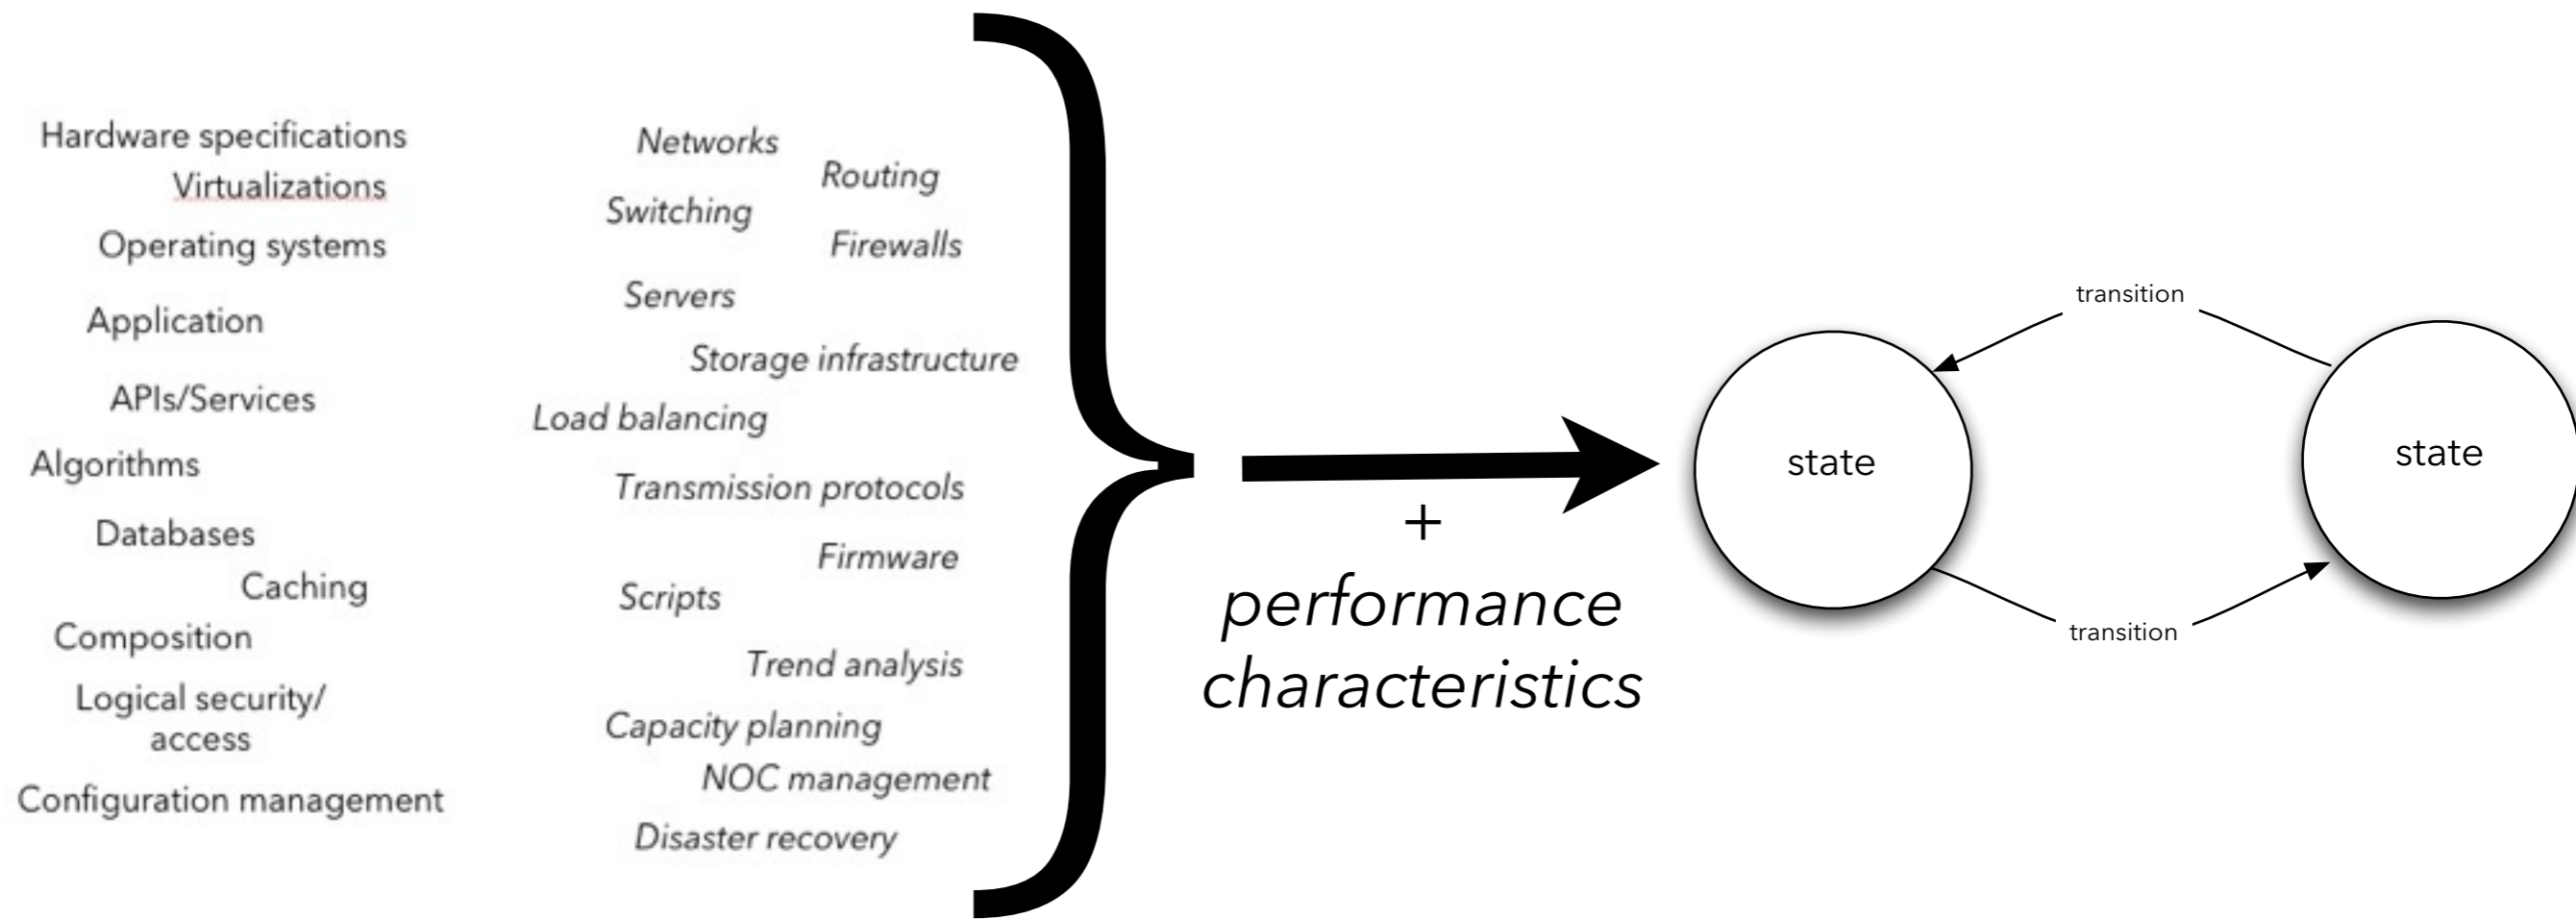 Hardware specifications
Virtualizations
Operating systems
Application
APIs/Services
Algorithms
Databases
Caching
Composition
Logical security/
access
Configuration management
Networks
Routing
Switching
Firewalls
Servers
Storage infrastructure
Load balancing
Transmission protocols
Firmware
Scripts
Trend analysis
Capacity planning
NOC management
Disaster recovery
+
performance
characteristics
transition
state
state
transition